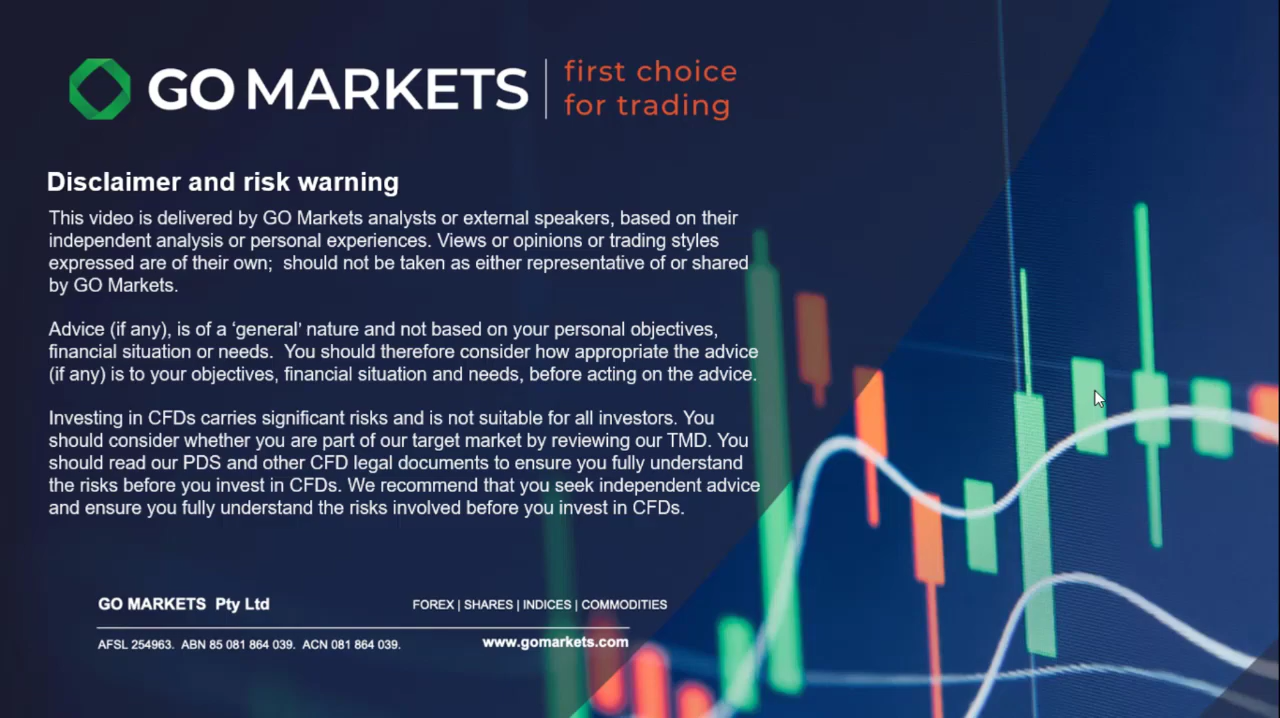 GO MARKETS
first choice
for trading
Disclaimer and risk warning
This video is delivered by GO Markets analysts or external speakers, based on their
independent analysis or personal experiences. Views or opinions or trading styles
expressed are of their own;  should not be taken as either representative of or shared
by GO Markets.
Advice (if any), is of a ‘general’ nature and not based on your personal objectives,
financial situation or needs.  You should therefore consider how appropriate the advice
(if any) is to your objectives, financial situation and needs, before acting on the advice.
Investing in CFDs carries significant risks and is not suitable for all investors. You
should consider whether you are part of our target market by reviewing our TMD. You
should read our PDS and other CFD legal documents to ensure you fully understand
the risks before you invest in CFDs. We recommend that you seek independent advice
and ensure you fully understand the risks involved before you invest in CFDs.
GO MARKETS  Pty Ltd
FOREX | SHARES | INDICES | COMMODITIES
AFSL 254963.  ABN 85 081 864 039.  ACN 081 864 039.
www.gomarkets.com